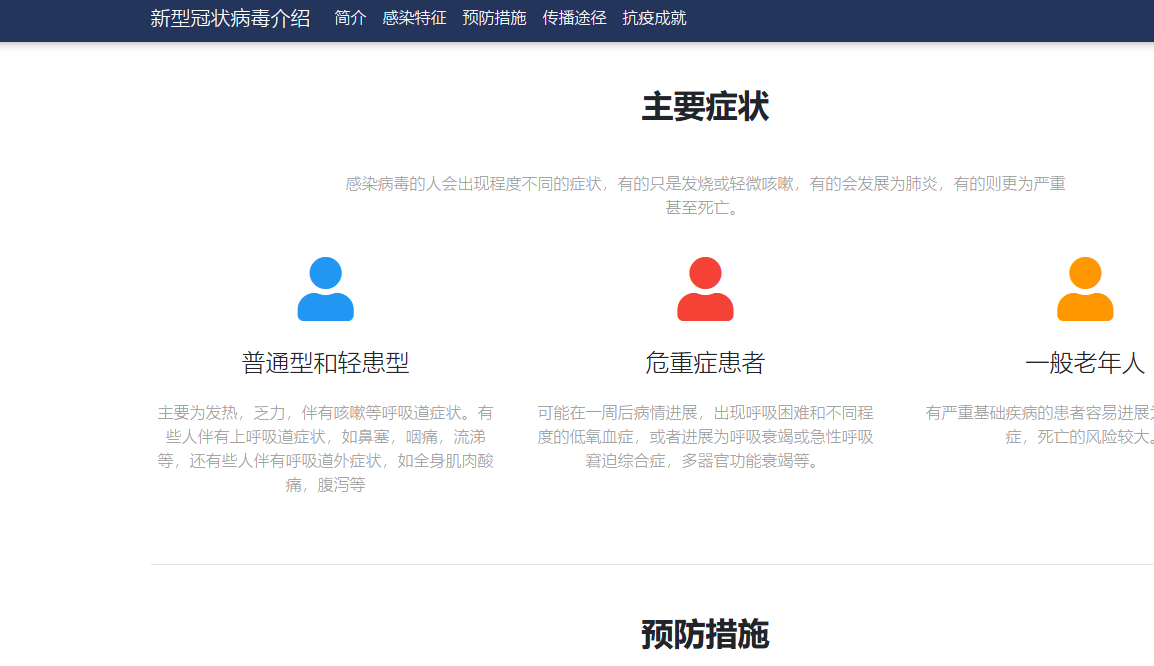 新型冠状病毒介绍 简介 感染特征 预防措施 传播途径 抗疫成就
主要症状
感染病毒的人会出现程度不同的症状，有的只是发烧或轻微咳嗽，有的会发展为肺炎，有的则更为严重
甚至死亡。
普通型和轻患型
主要为发热，乏力，伴有咳嗽等呼吸道症状。有
些人伴有上呼吸道症状，如鼻塞，咽痛，流涕
等，还有些人伴有呼吸道外症状，如全身肌肉酸
痛，腹泻等
危重症患者
可能在一周后病情进展，出现呼吸困难和不同程
度的低氧血症，或者进展为呼吸衰竭或急性呼吸
窘迫综合症，多器官功能衰竭等。
一般老年人
有严重基础疾病的患者容易进展
症，死亡的风险较大。
预防措施